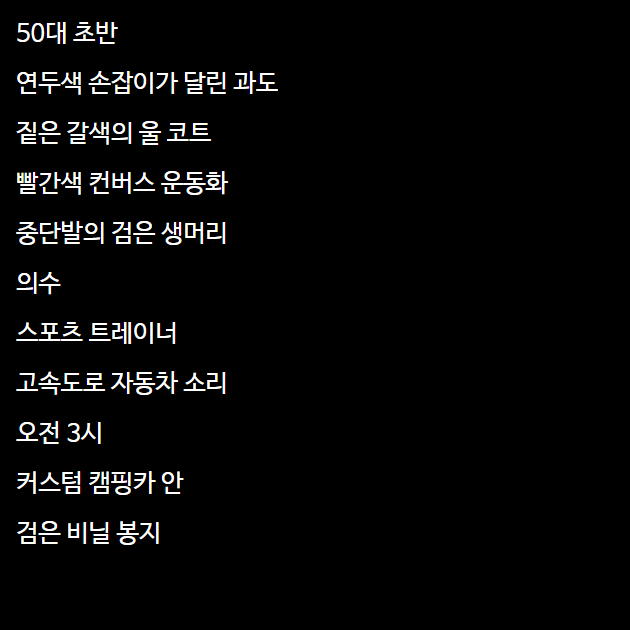 50대 초반
연두색 손잡이가 달린 과도
짙은 갈색의 울 코트
빨간색 컨버스 운동화
중단발의 검은 생머리
의수
스포츠 트레이너
고속도로 자동차 소리
오전 3시
커스텀 캠핑카 안
검은 비닐 봉지